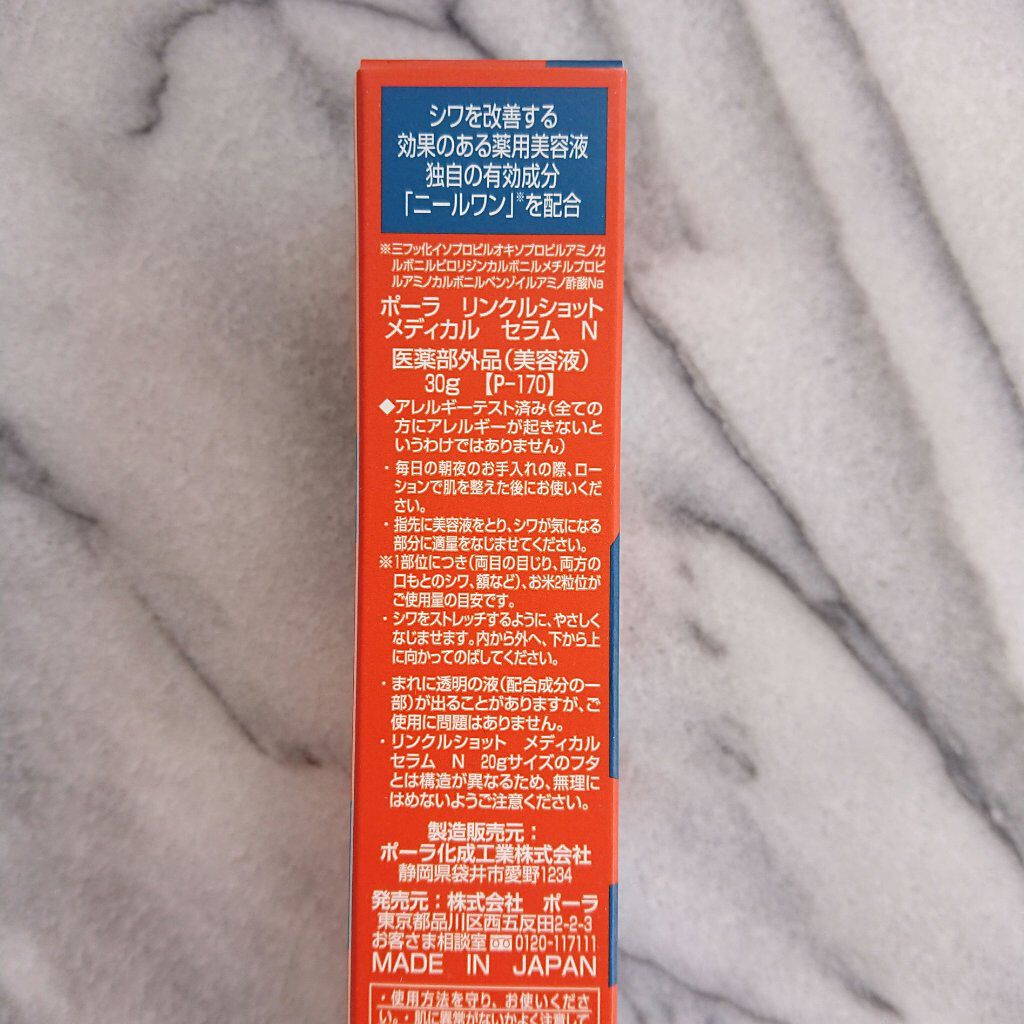 シワを改善する
効果のある薬用美容液
独自の有効成分
「ニールワン」※を配合
※三フッ化イソプロピルオキソプロピルアミノカ
ルボニルピロリジンカルボニルメチルプロピ
ルアミノカルボニルベンゾイルアミノ酢酸Na
ポーラ リンクルショット
メディカル セラム N
医薬部外品(美容液)
30g 【P-170】
◆アレルギーテスト済み(全ての
方にアレルギーが起きないと
いうわけではありません)
・毎日の朝夜のお手入れの際、ロー
ションで肌を整えた後にお使いくだ
さい。
・指先に美容液をとり、シワが気になる
部分に適量をなじませてください。
※1部位につき(両目の目じり、両方の
口もとのシワ、額など)、お米2粒位が
ご使用量の目安です。
・シワをストレッチするように、やさしく
なじませます。内から外へ、下から上
に向かってのばしてください。
・まれに透明の液(配合成分の一
部)が出ることがありますが、ご
使用に問題はありません。
・リンクルショット メディカル
セラム N 20gサイズのフタ
とは構造が異なるため、無理に
はめないようご注意ください。
製造販売元:
ポーラ化成工業株式会社
静岡県袋井市愛野1234
発売元:株式会社 ポーラ
東京都品川区西五反田2-2-3
お客さま相談室 0120-117111
MADE IN JAPAN
・使用方法を守り、お使いくださ
い。・肌に異常がないかよく注意して